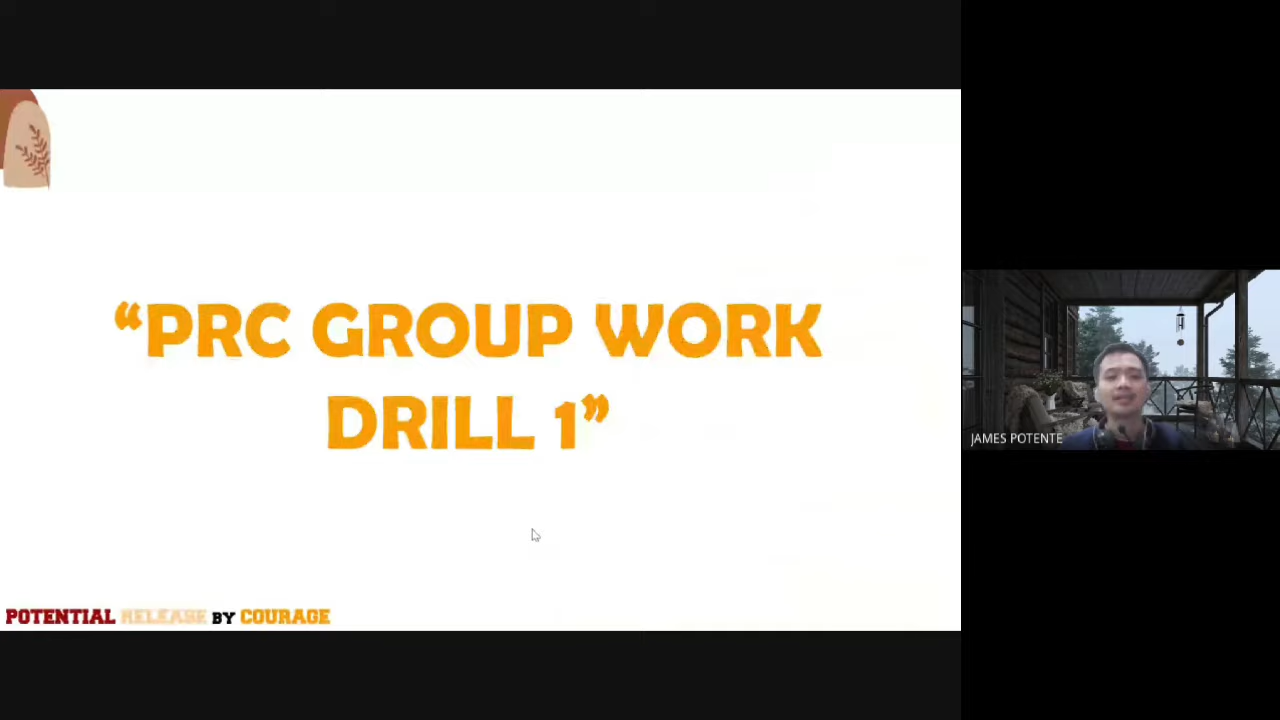 “PRC GROUP WORK
DRILL 1”
POTENTIAL RELEASE BY COURAGE
JAMES POTENTE